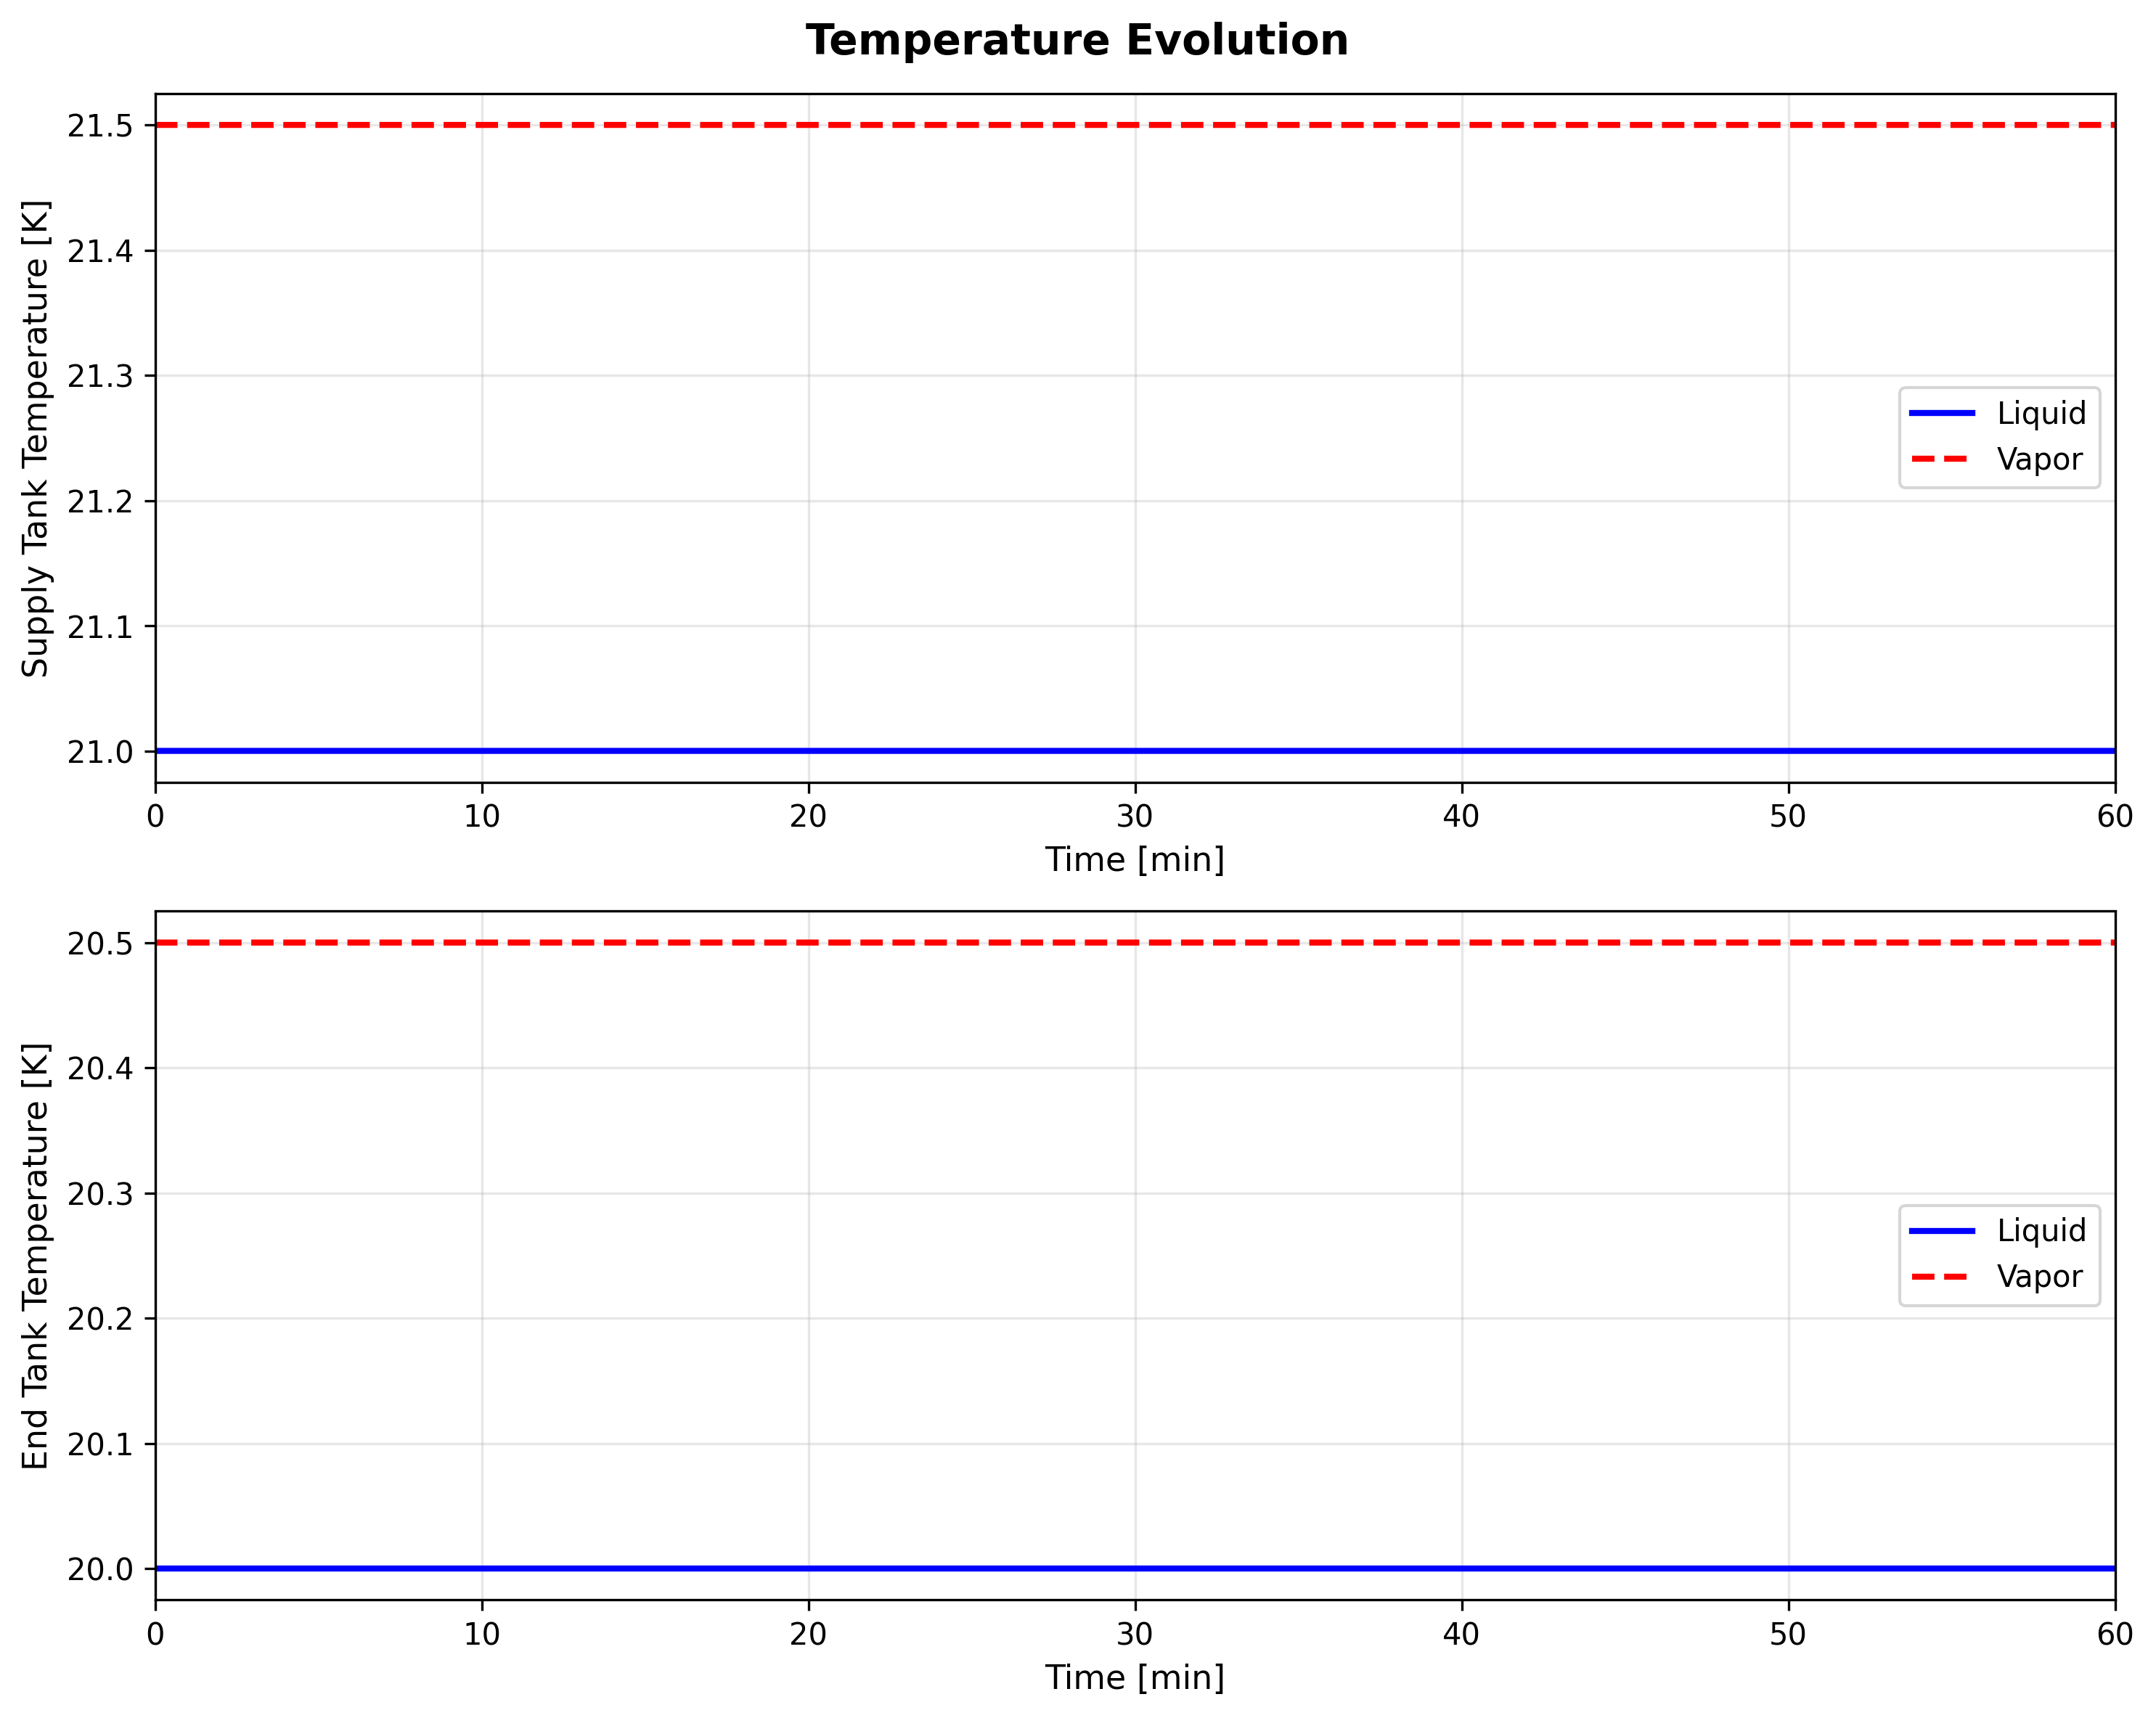 Temperature Evolution
Supply Tank Temperature [K]
21.5
21.4
21.3
21.2
21.1
21.0
Liquid
Vapor
0 10 20 30 40 50 60
Time [min]
End Tank Temperature [K]
20.5
20.4
20.3
20.2
20.1
20.0
Liquid
Vapor
0 10 20 30 40 50 60
Time [min]